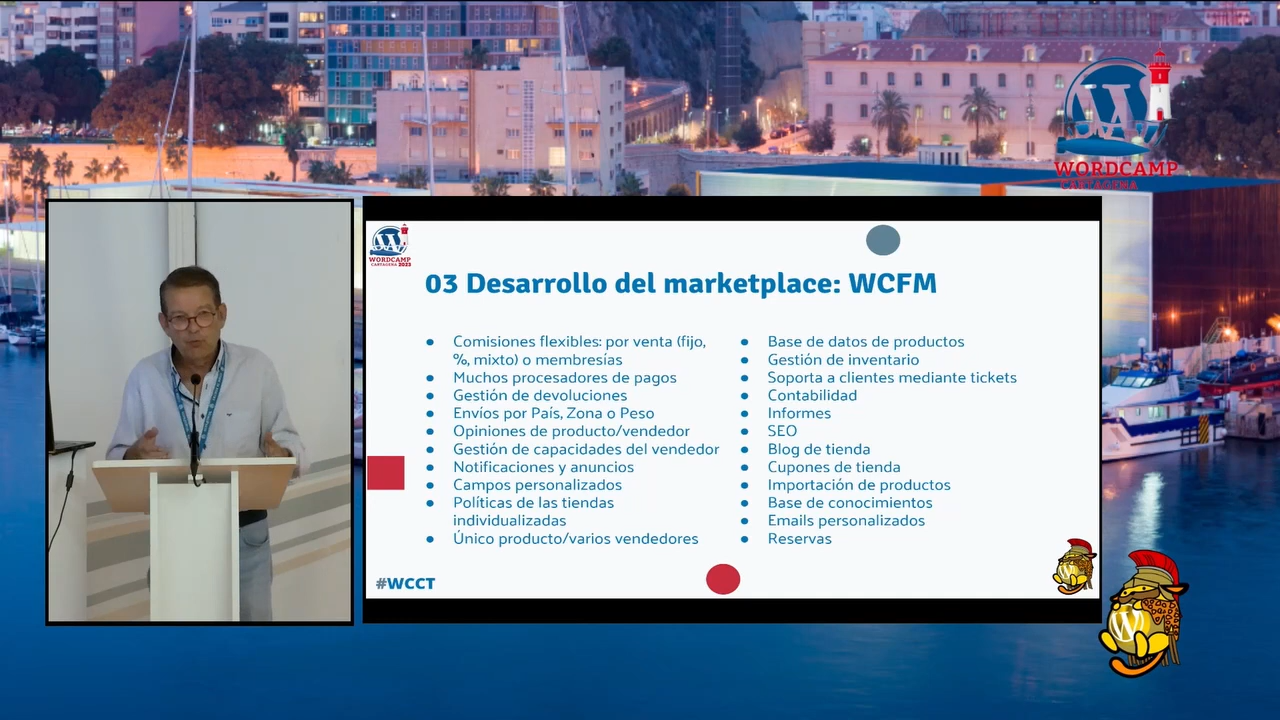 WORDCAMP
CARTAGENA
WORDCAMP
CARTAGENA 2023
03 Desarrollo del marketplace: WCFM
Comisiones flexibles: por venta (fijo,
%, mixto) o membresías
Muchos procesadores de pagos
Gestión de devoluciones
Envíos por País, Zona o Peso
Opiniones de producto/vendedor
Gestión de capacidades del vendedor
Notificaciones y anuncios
Campos personalizados
Políticas de las tiendas
individualizadas
Único producto/varios vendedores
Base de datos de productos
Gestión de inventario
Soporta a clientes mediante tickets
Contabilidad
Informes
SEO
Blog de tienda
Cupones de tienda
Importación de productos
Base de conocimientos
Emails personalizados
Reservas
#WCCT